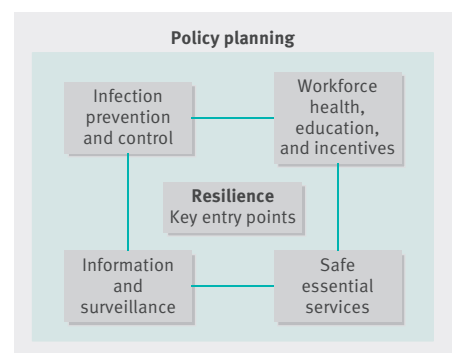 Policy planning
Infection
prevention
and control
Workforce
health,
education,
and incentives
Resilience
Key entry points
Information
and
surveillance
Safe
essential
services